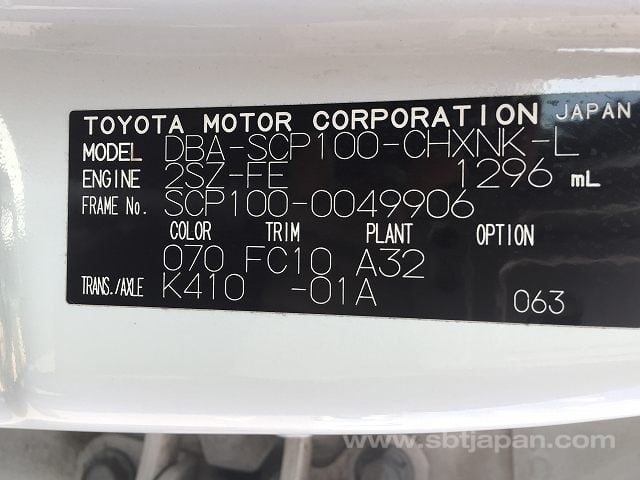 TOYOTA MOTOR CORPORATION JAPAN
MODEL DBA-SCP100-CHXNK-L
ENGINE 2SZ-FE 1296 mL
FRAME No. SCP100-0049906
COLOR TRIM PLANT OPTION
070 FC10 A32
TRANS./AXLE K410 -01A
063
www.sbtjapan.com